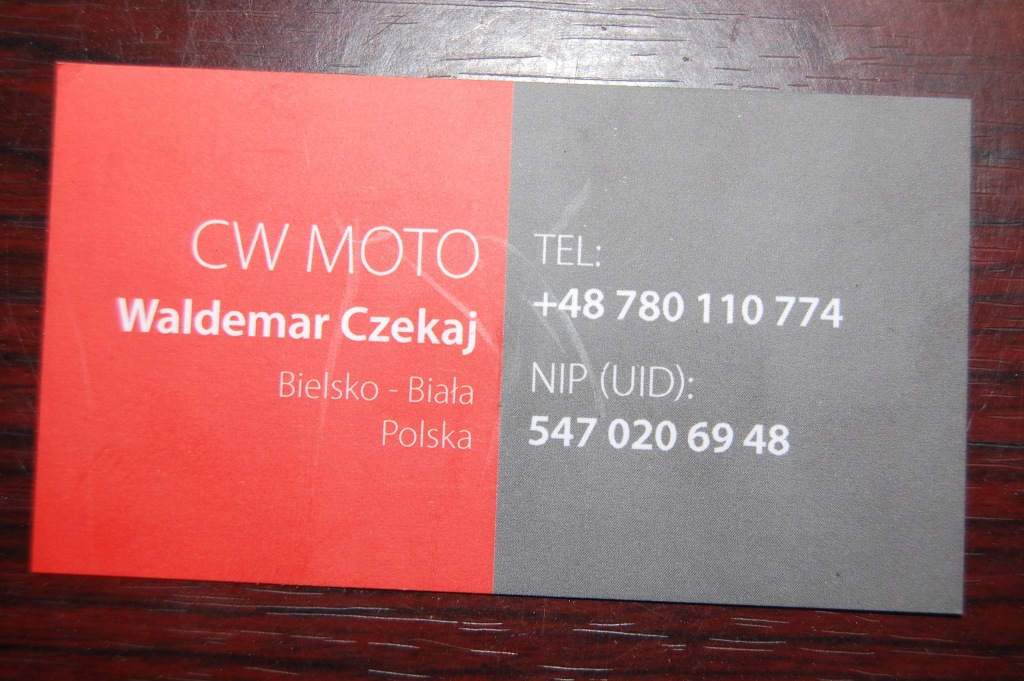 CW MOTO
Waldemar Czekaj
Bielsko - Biała
Polska
TEL:
+48 780 110 774
NIP (UID):
547 020 69 48